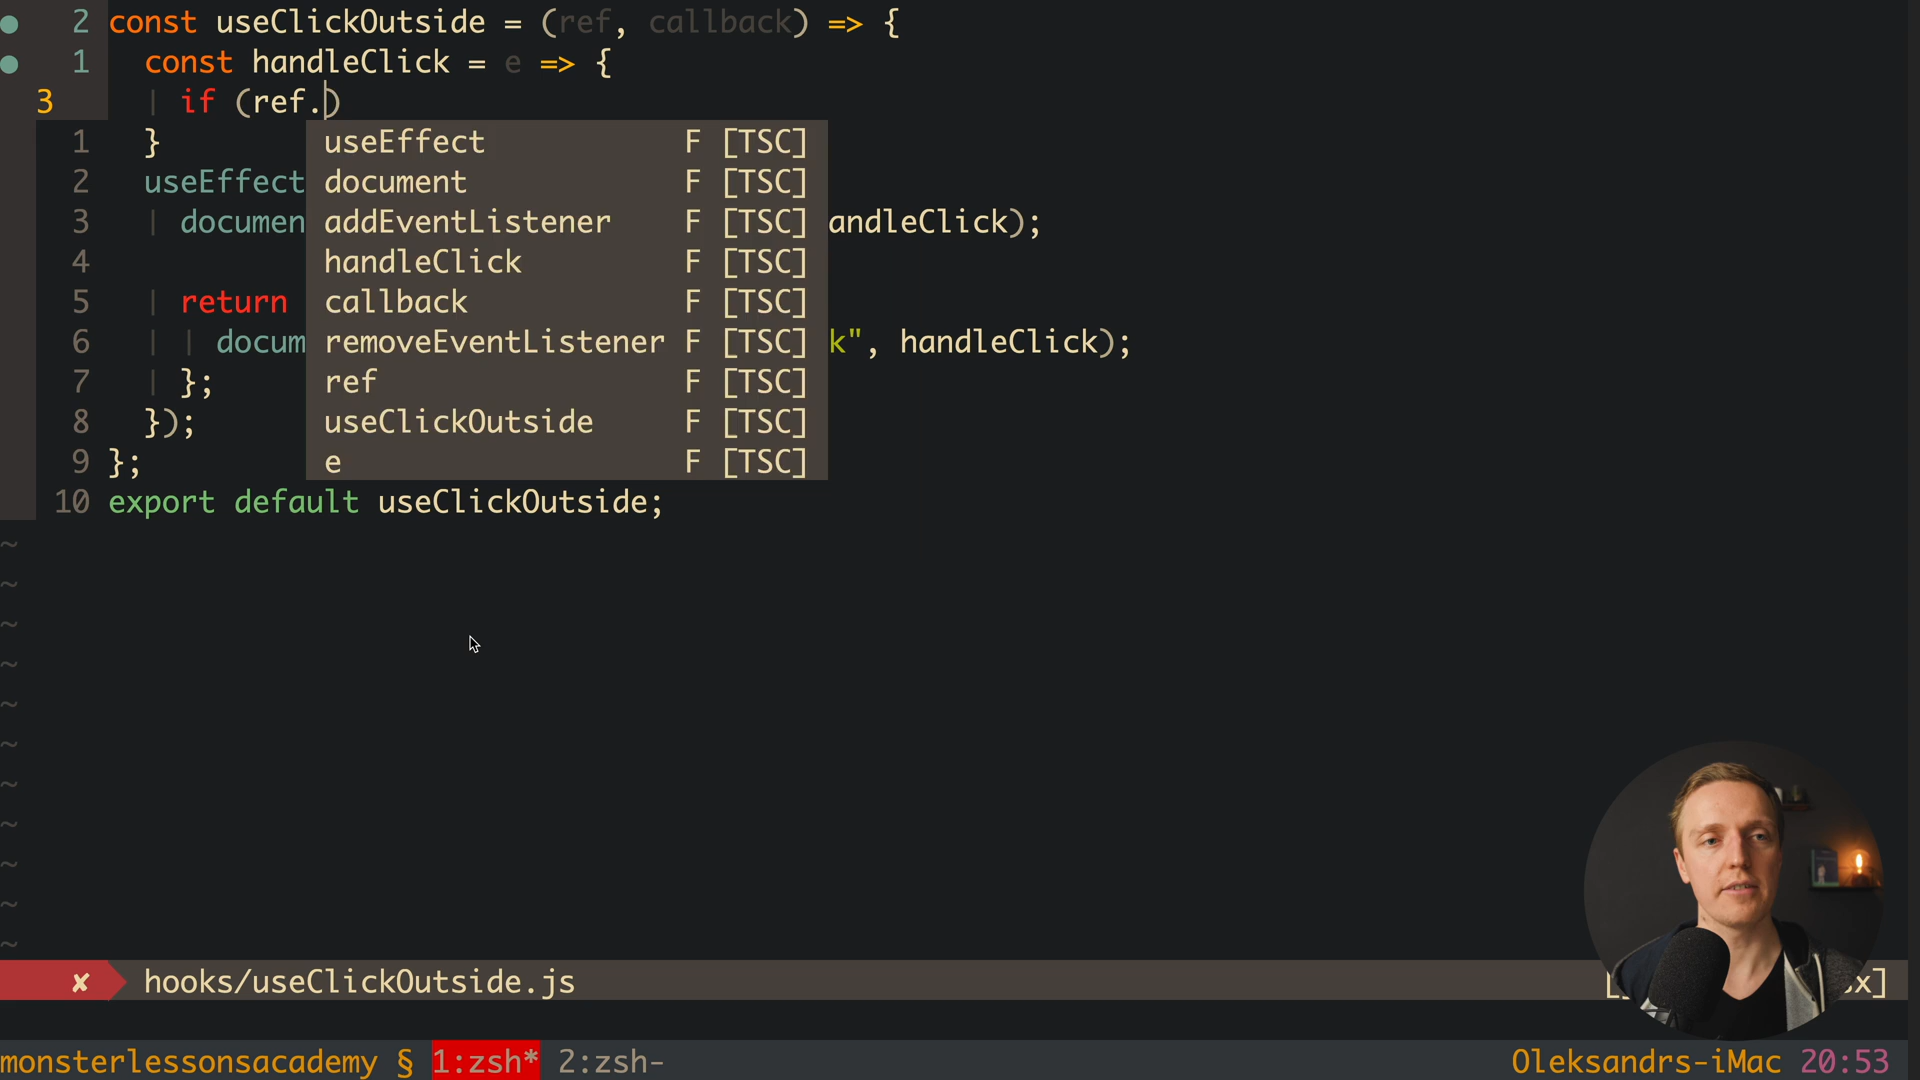 2 const useClickOutside = (ref, callback) => {
1 const handleClick = e => {
3 if (ref.)
1 }
2 useEffect
3 documen andleClick);
4
5 return
6 docum k", handleClick);
7 };
8 });
9 };
10 export default useClickOutside;
useEffect F [TSC]
document F [TSC]
addEventListener F [TSC]
handleClick F [TSC]
callback F [TSC]
removeEventListener F [TSC]
ref F [TSC]
useClickOutside F [TSC]
e F [TSC]
~
~
~
~
~
~
~
~
~
~
~
✘ hooks/useClickOutside.js x]
monsterlessonsacademy § 1:zsh* 2:zsh- Oleksandrs-iMac 20:53